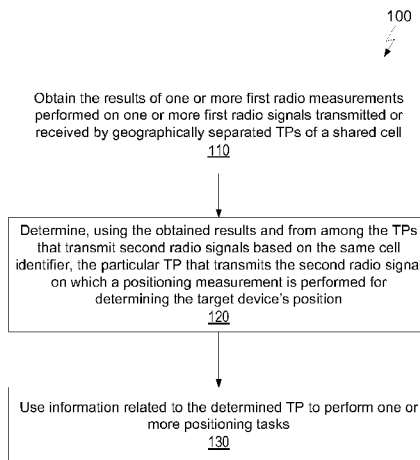 100
Obtain the results of one or more first radio measurements
performed on one or more first radio signals transmitted or
received by geographically separated TPs of a shared cell
110
Determine, using the obtained results and from among the TPs
that transmit second radio signals based on the same cell
identifier, the particular TP that transmits the second radio signal
on which a positioning measurement is performed for
determining the target device's position
120
Use information related to the determined TP to perform one or
more positioning tasks
130